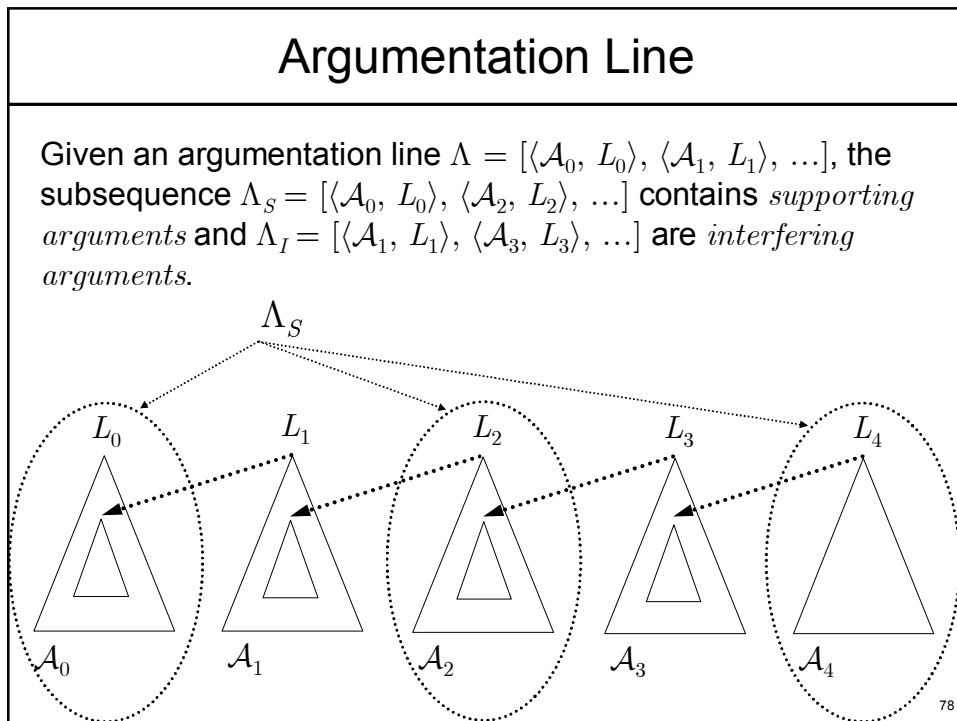 Argumentation Line
Given an argumentation line Λ = [⟨𝒜₀, L₀⟩, ⟨𝒜₁, L₁⟩, ...], the
subsequence Λ_S = [⟨𝒜₀, L₀⟩, ⟨𝒜₂, L₂⟩, ...] contains supporting
arguments and Λ_I = [⟨𝒜₁, L₁⟩, ⟨𝒜₃, L₃⟩, ...] are interfering
arguments.
Λ_S
L₀ L₁ L₂ L₃ L₄
𝒜₀ 𝒜₁ 𝒜₂ 𝒜₃ 𝒜₄
78